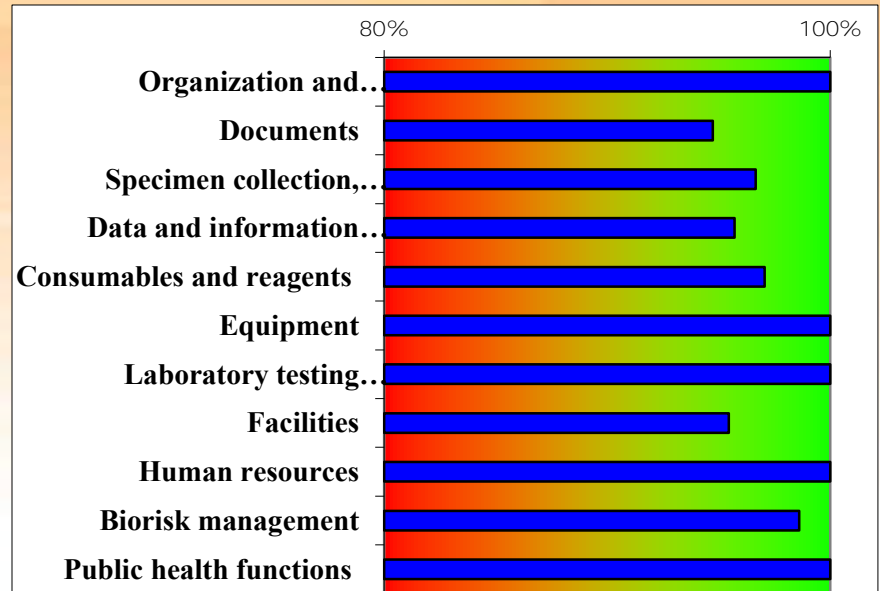 80% 100%
Organization and…
Documents
Specimen collection,…
Data and information…
Consumables and reagents
Equipment
Laboratory testing…
Facilities
Human resources
Biorisk management
Public health functions